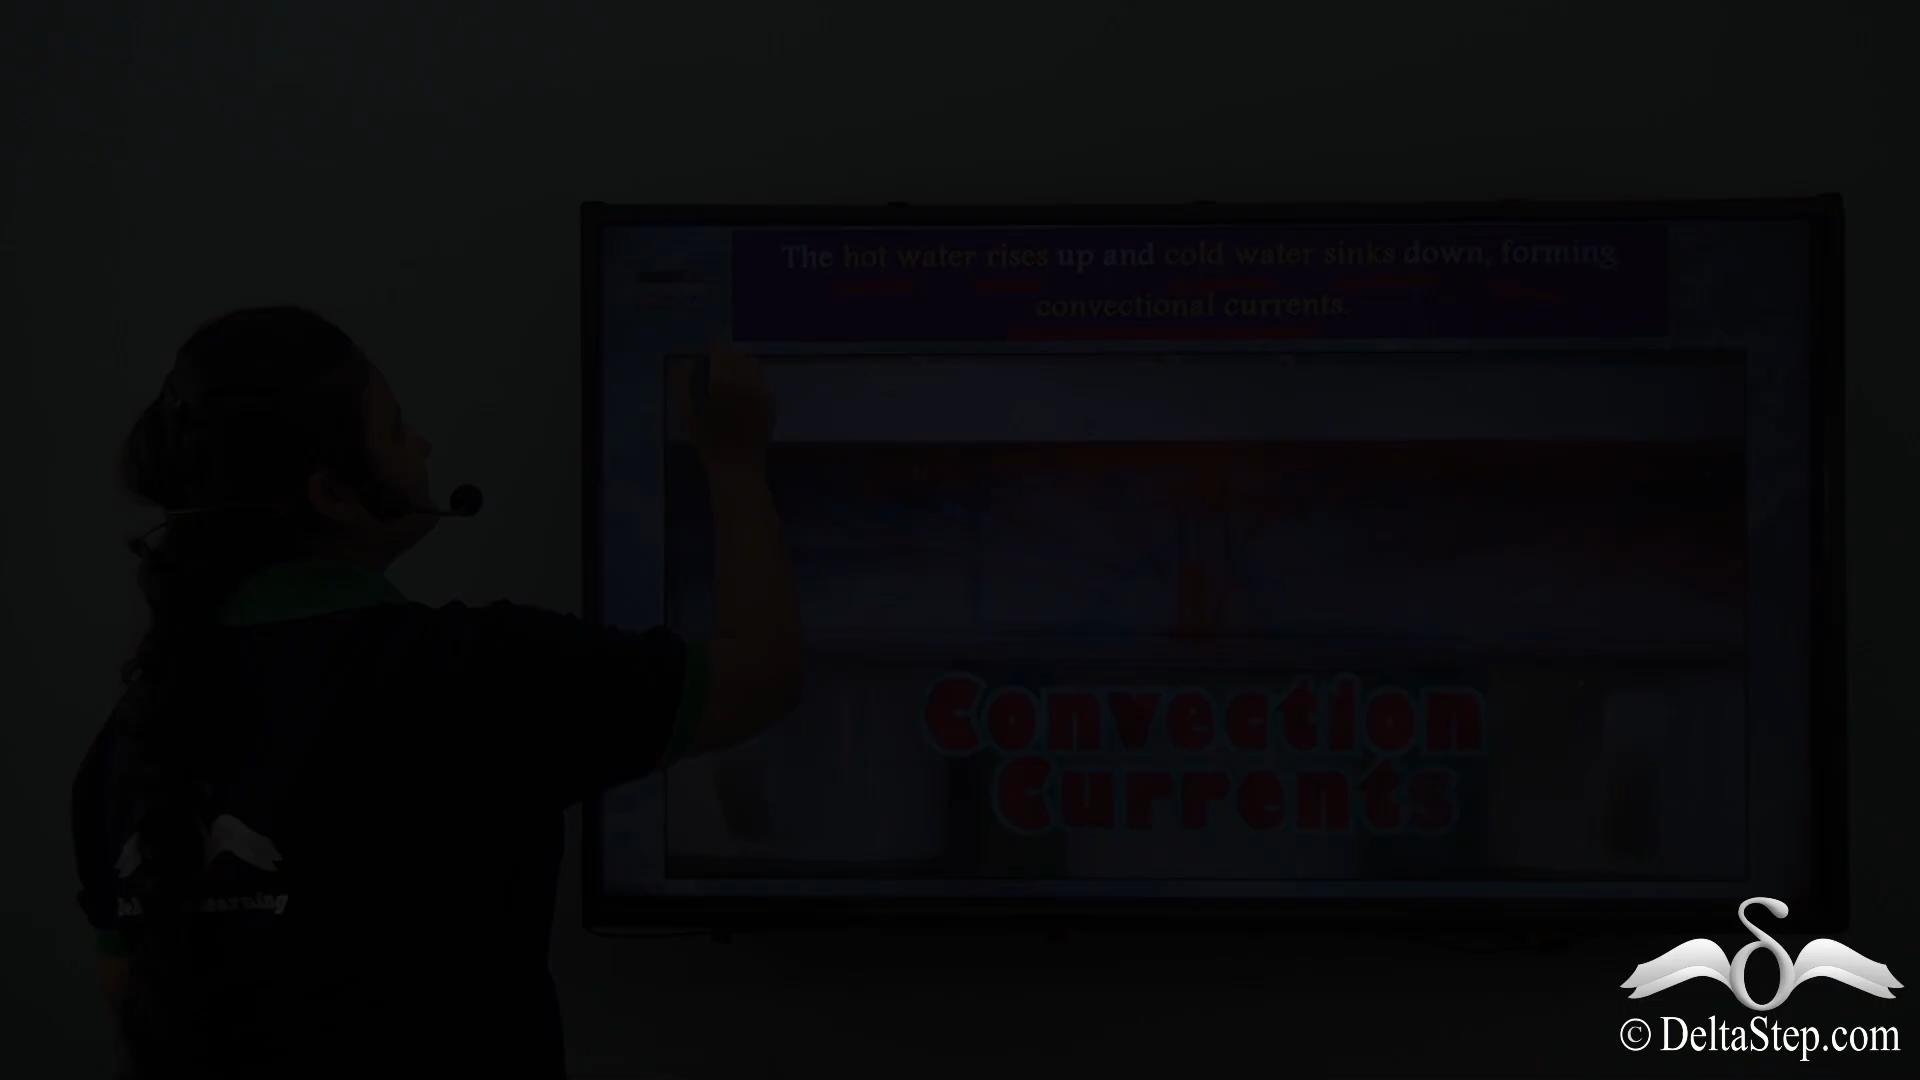 The hot water rises up and cold water sinks down, forming
convectional currents.
Convection
Currents
© DeltaStep.com